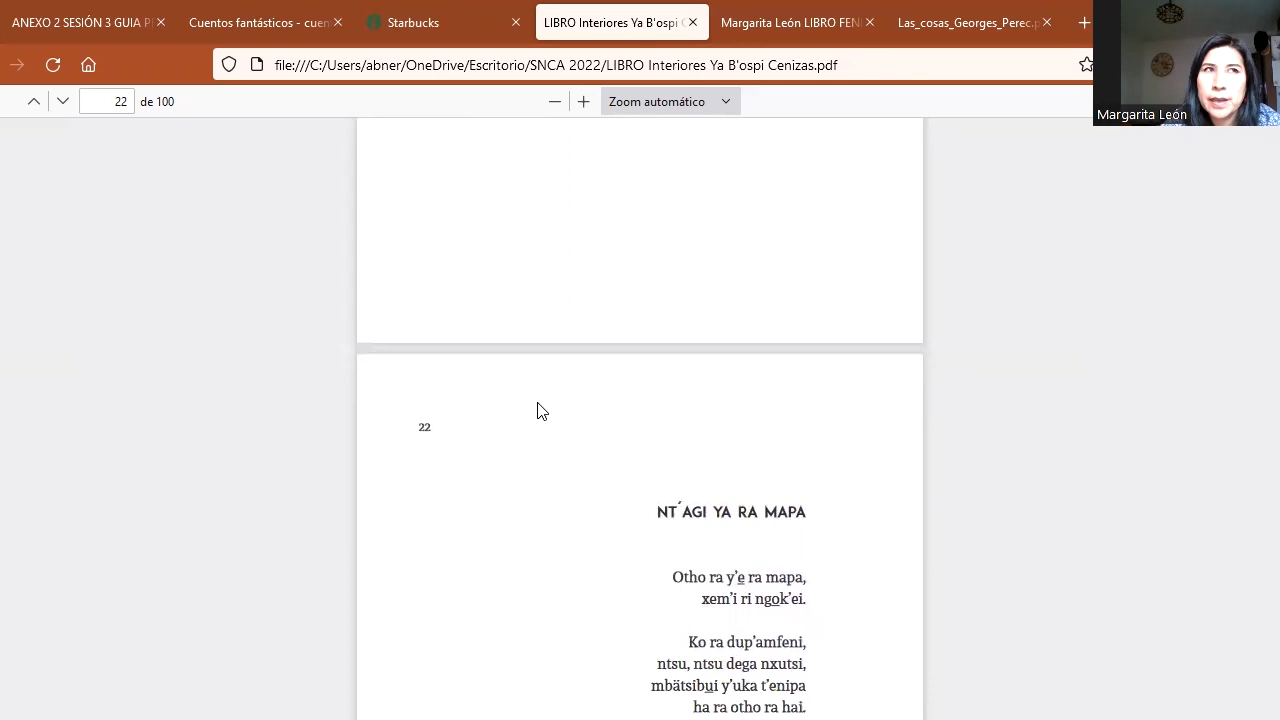 ANEXO 2 SESIÓN 3 GUIA P
Cuentos fantásticos - cuen
Starbucks
LIBRO Interiores Ya B'ospi C
Margarita León LIBRO FEN
Las_cosas_Georges_Perec.p
file:///C:/Users/abner/OneDrive/Escritorio/SNCA 2022/LIBRO Interiores Ya B'ospi Cenizas.pdf
22 de 100
Zoom automático
Margarita León
22
NT´AGI YA RA MAPA
Otho ra y’e̲ ra mapa,
xem’i ri ngo̲k’ei.
Ko ra dup’amfeni,
ntsu, ntsu dega nxutsi,
mbätsibu̲i y’uka t’enipa
ha ra otho ra hai.